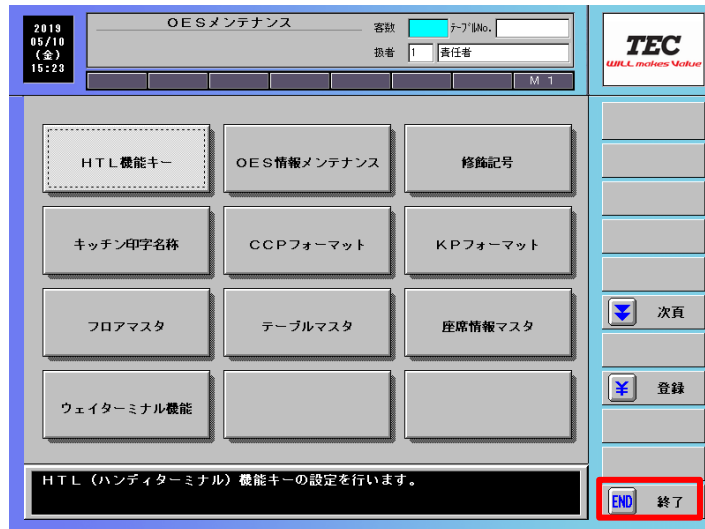 2019
05/10
(金)
15:23
ＯＥＳメンテナンス
客数
ﾃｰﾌﾞﾙNo.
扱者 1 責任者
Ｍ１
TEC
WILL makes Value
ＨＴＬ機能キー
ＯＥＳ情報メンテナンス
修飾記号
キッチン印字名称
ＣＣＰフォーマット
ＫＰフォーマット
フロアマスタ
テーブルマスタ
座席情報マスタ
ウェイターミナル機能
次頁
¥ 登録
END 終了
ＨＴＬ（ハンディターミナル）機能キーの設定を行います。